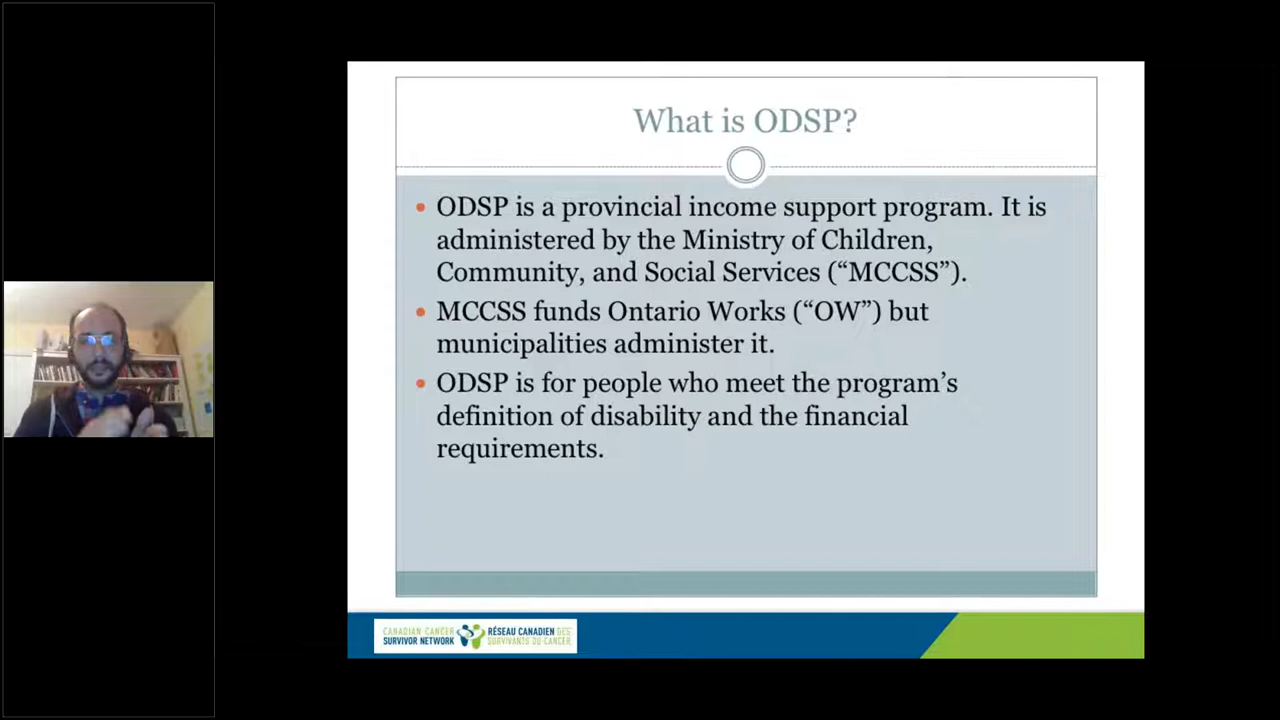 What is ODSP?
• ODSP is a provincial income support program. It is
administered by the Ministry of Children,
Community, and Social Services (“MCCSS”).
• MCCSS funds Ontario Works (“OW”) but
municipalities administer it.
• ODSP is for people who meet the program’s
definition of disability and the financial
requirements.
CANADIAN CANCER
SURVIVOR NETWORK
RÉSEAU CANADIEN DES
SURVIVANTS DU CANCER